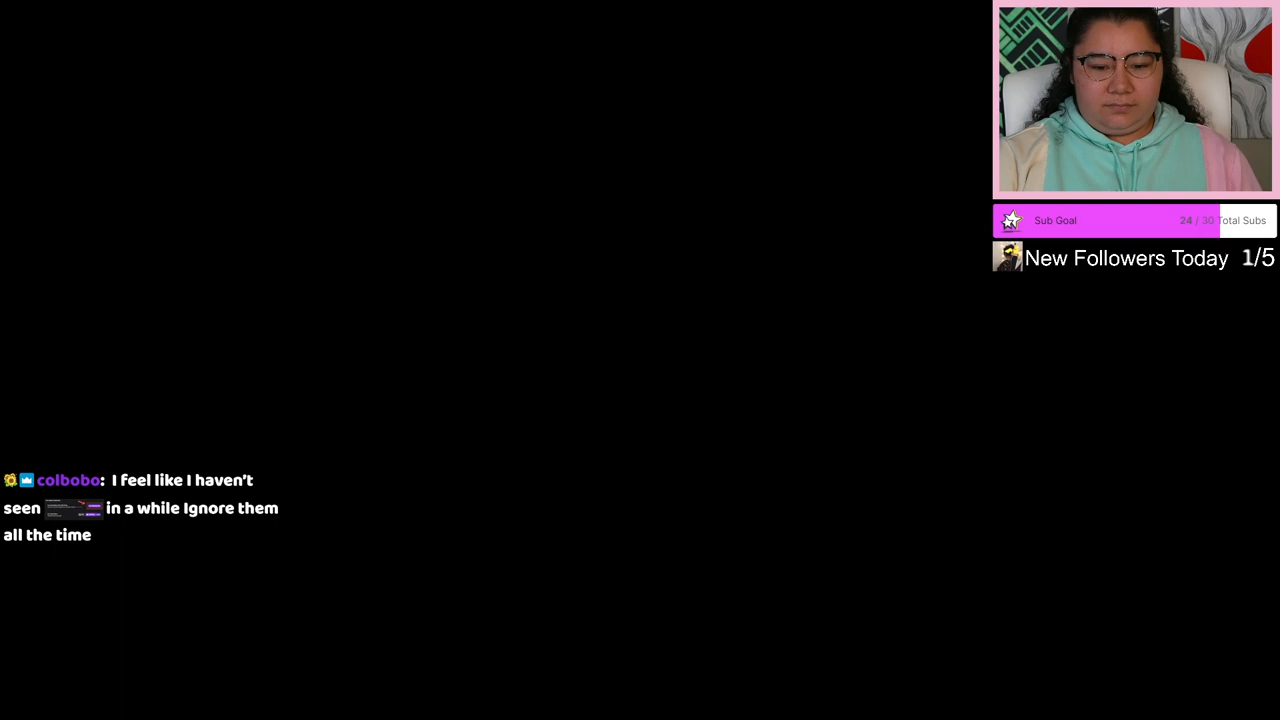 Sub Goal 24 / 30 Total Subs
New Followers Today 1/5
colbobo: I feel like I haven't
seen in a while Ignore them
all the time